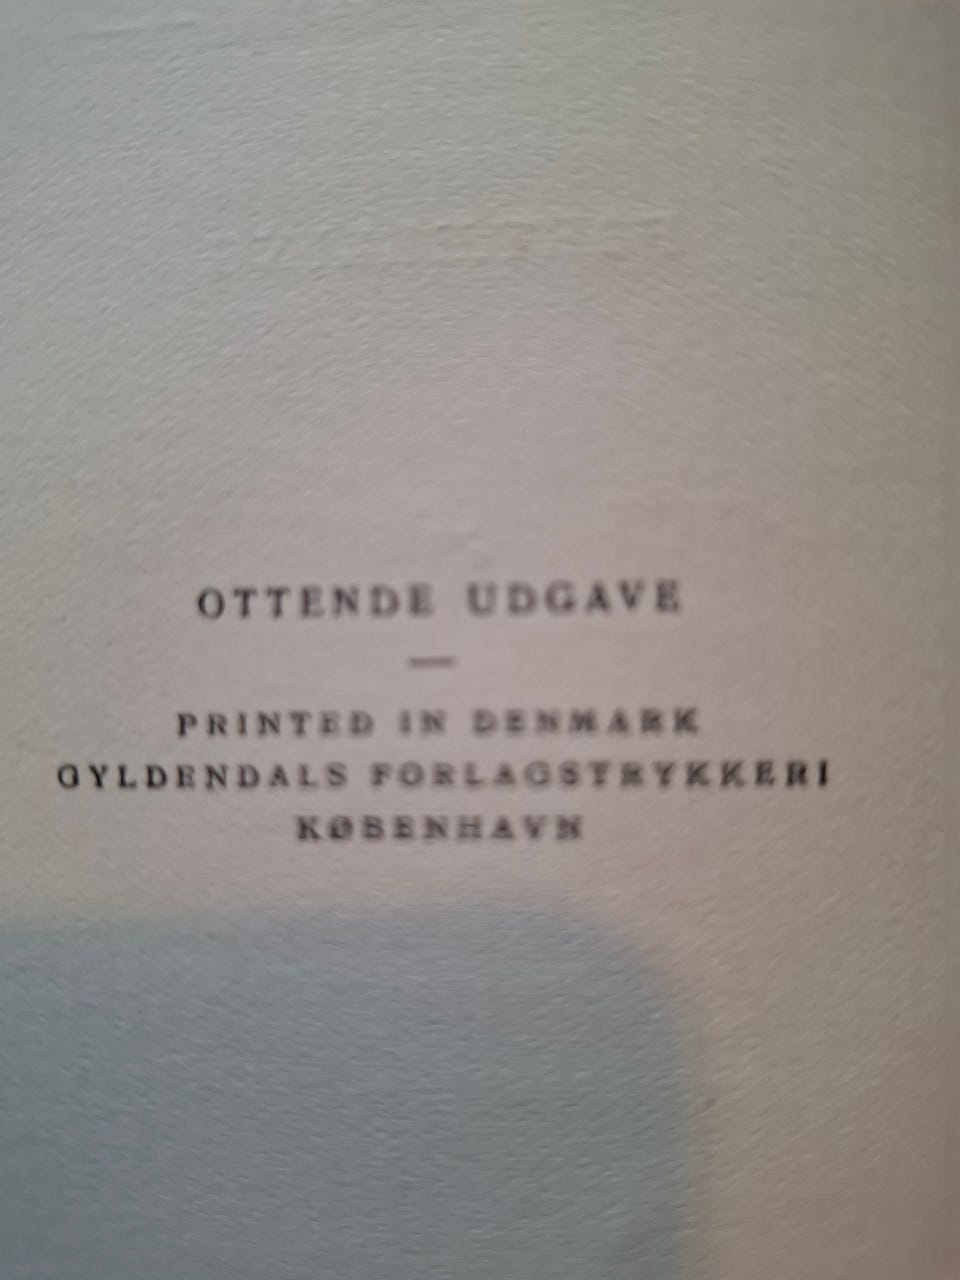 OTTENDE UDGAVE
—
PRINTED IN DENMARK
GYLDENDALS FORLAGSTRYKKERI
KØBENHAVN